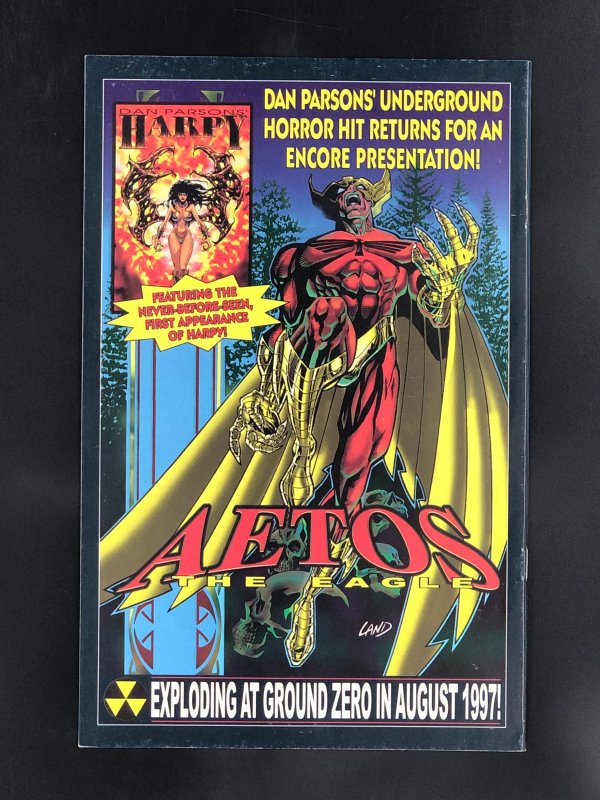 DAN PARSONS' UNDERGROUND
HORROR HIT RETURNS FOR AN
ENCORE PRESENTATION!
DAN PARSONS'
HARPY
FEATURING THE
NEVER-BEFORE-SEEN,
FIRST APPEARANCE
OF HARPY!
AETOS
THE EAGLE
LAND
EXPLODING AT GROUND ZERO IN AUGUST 1997!